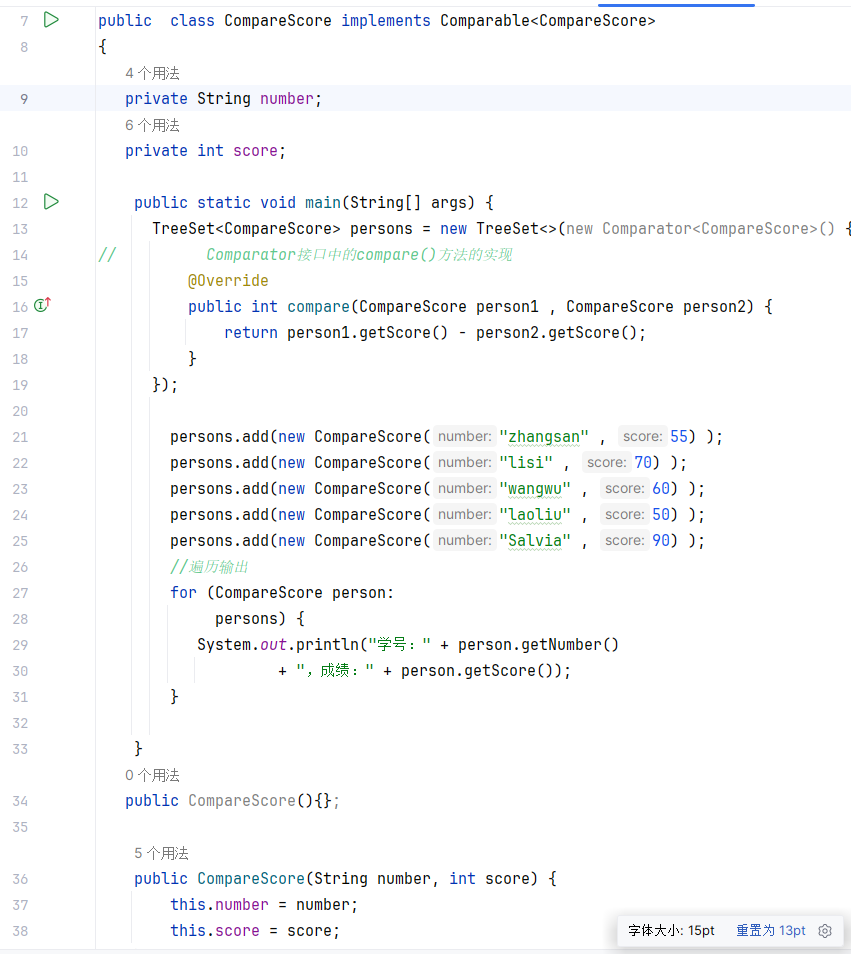 7 public  class CompareScore implements Comparable<CompareScore>
8 {
4 个用法
9 private String number;
6 个用法
10 private int score;
11
12 public static void main(String[] args) {
13 TreeSet<CompareScore> persons = new TreeSet<>(new Comparator<CompareScore>() {
14 // Comparator接口中的compare()方法的实现
15 @Override
16 public int compare(CompareScore person1 , CompareScore person2) {
17 return person1.getScore() - person2.getScore();
18 }
19 });
20
21 persons.add(new CompareScore( number: "zhangsan" , score: 55) );
22 persons.add(new CompareScore( number: "lisi" , score: 70) );
23 persons.add(new CompareScore( number: "wangwu" , score: 60) );
24 persons.add(new CompareScore( number: "laoliu" , score: 50) );
25 persons.add(new CompareScore( number: "Salvia" , score: 90) );
26 //遍历输出
27 for (CompareScore person:
28 persons) {
29 System.out.println("学号：" + person.getNumber()
30 + "，成绩：" + person.getScore());
31 }
32
33 }
0 个用法
34 public CompareScore(){};
35
5 个用法
36 public CompareScore(String number, int score) {
37 this.number = number;
38 this.score = score;
字体大小: 15pt 重置为 13pt